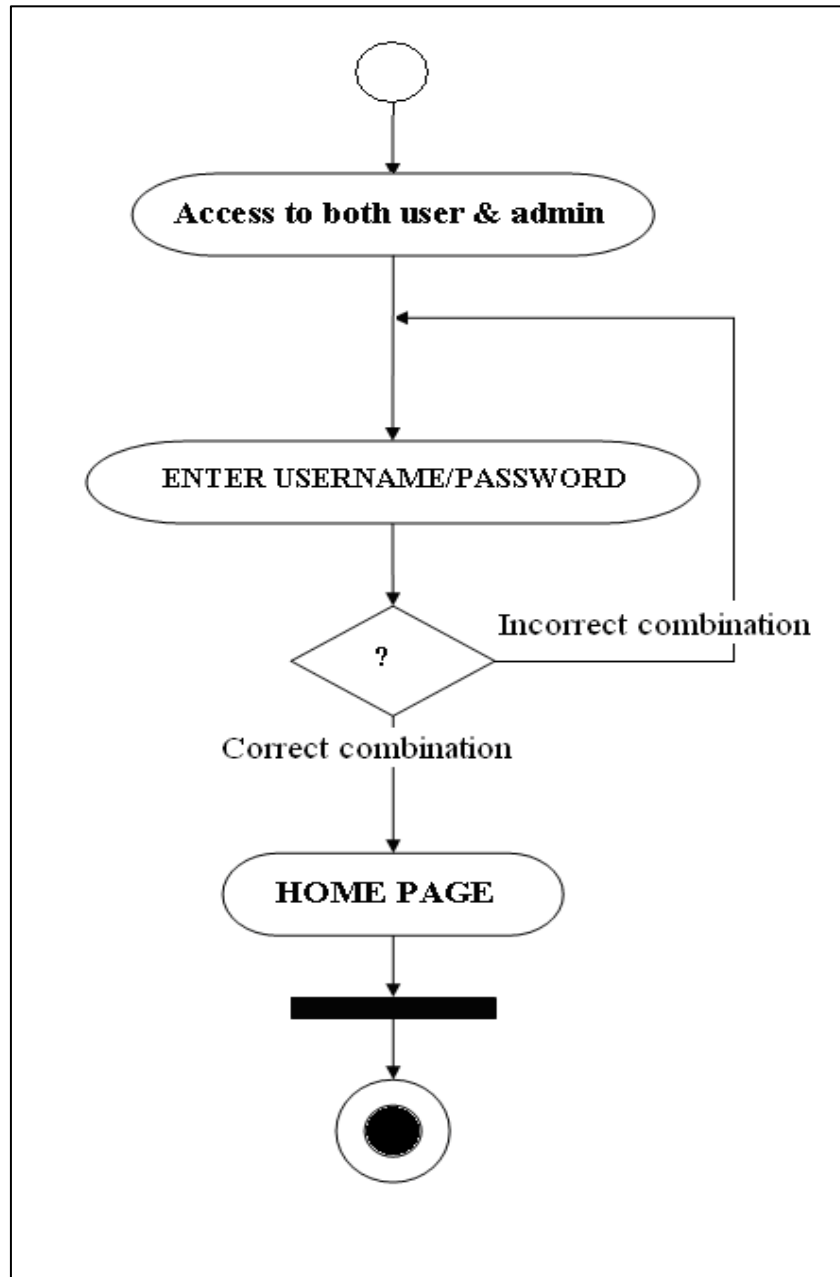 Access to both user & admin
ENTER USERNAME/PASSWORD
?
Incorrect combination
Correct combination
HOME PAGE